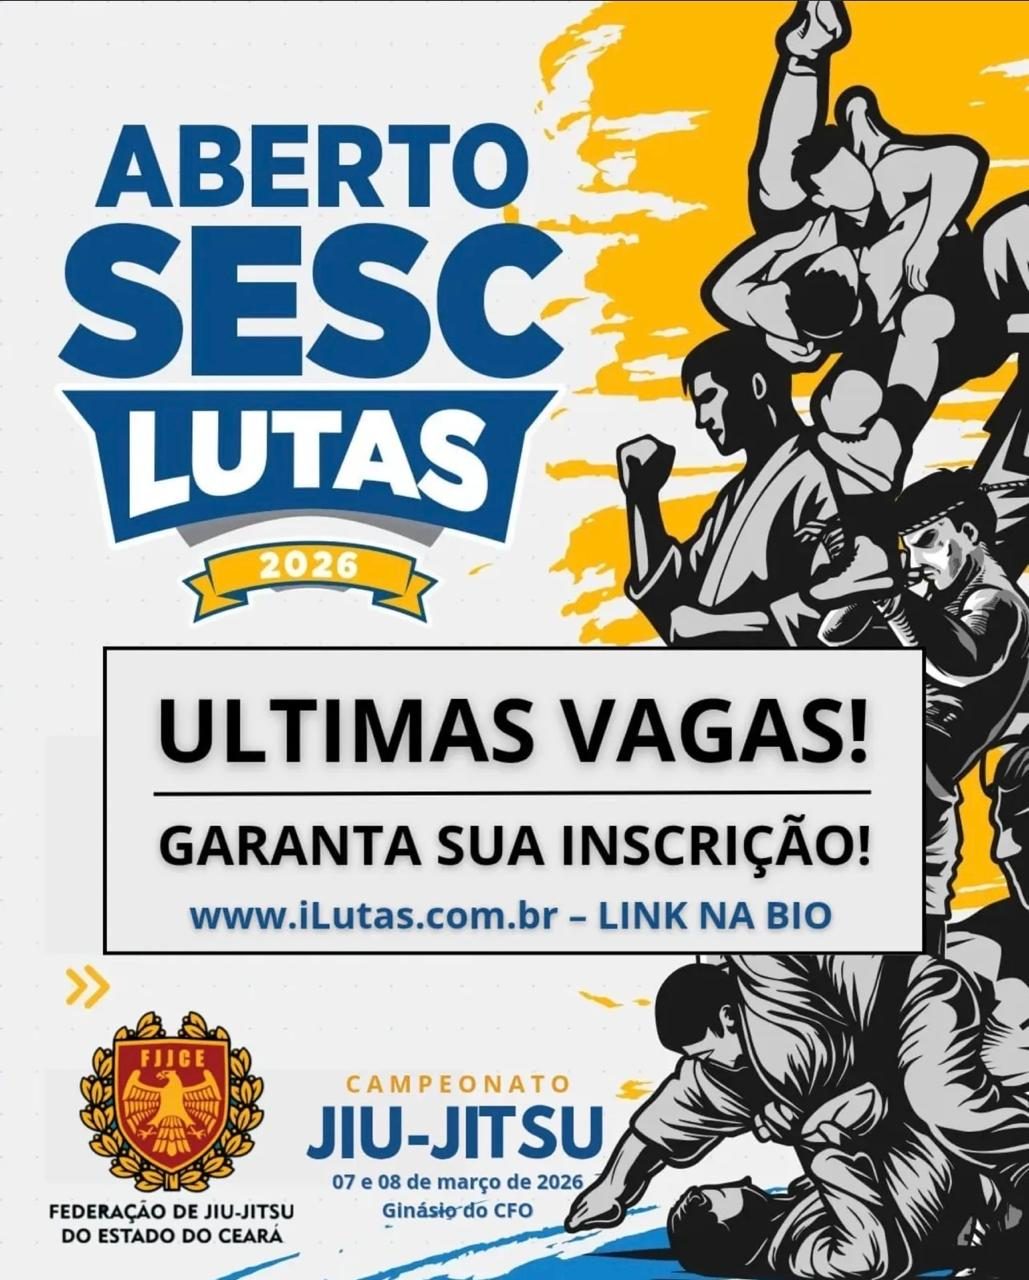 ABERTO
SESC
LUTAS
2026
ULTIMAS VAGAS!
GARANTA SUA INSCRIÇÃO!
www.iLutas.com.br – LINK NA BIO
FJJCE
FEDERAÇÃO DE JIU-JITSU
DO ESTADO DO CEARÁ
CAMPEONATO
JIU-JITSU
07 e 08 de março de 2026
Ginásio do CFO